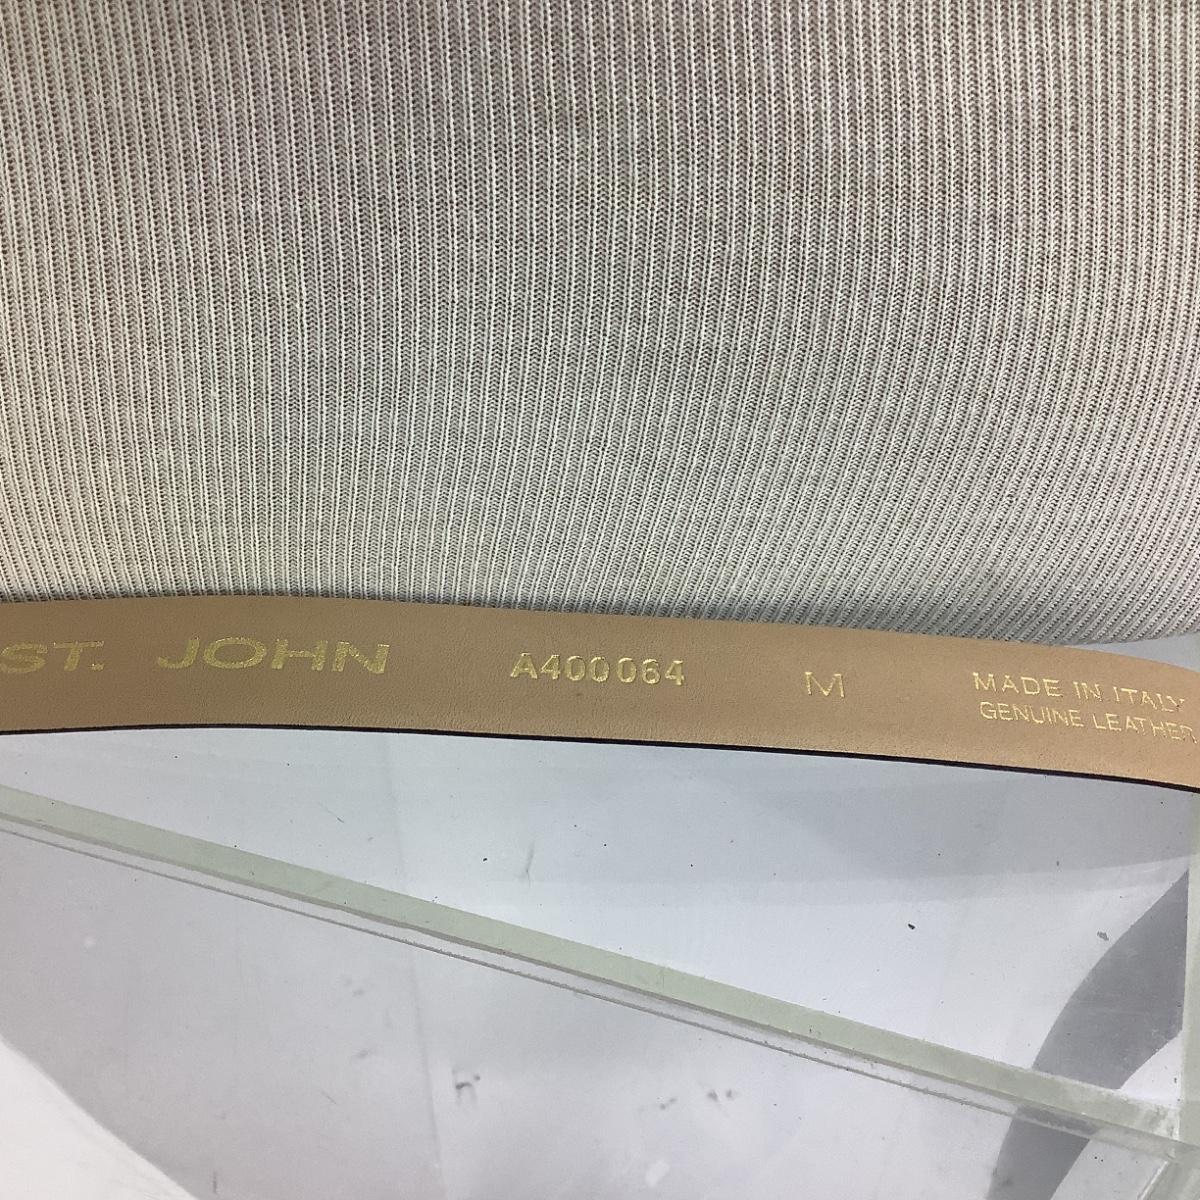 ST. JOHN A400064 M MADE IN ITALY
GENUINE LEATHER